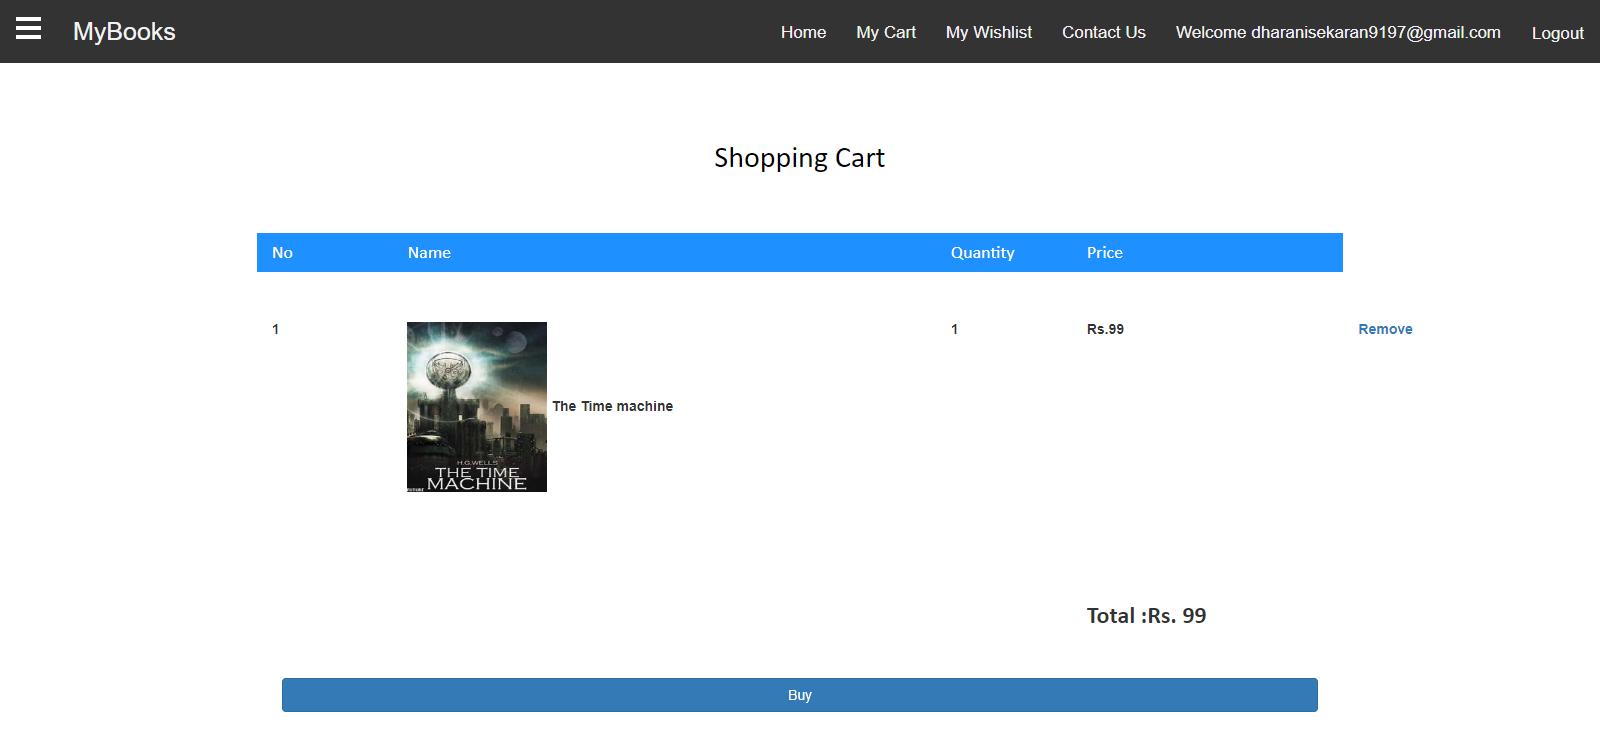 MyBooks Home My Cart My Wishlist Contact Us Welcome dharanisekaran9197@gmail.com Logout
Shopping Cart
No Name Quantity Price
1 1 Rs.99 Remove
The Time machine
H.G.WELLS
THE TIME
MACHINE
Total :Rs. 99
Buy